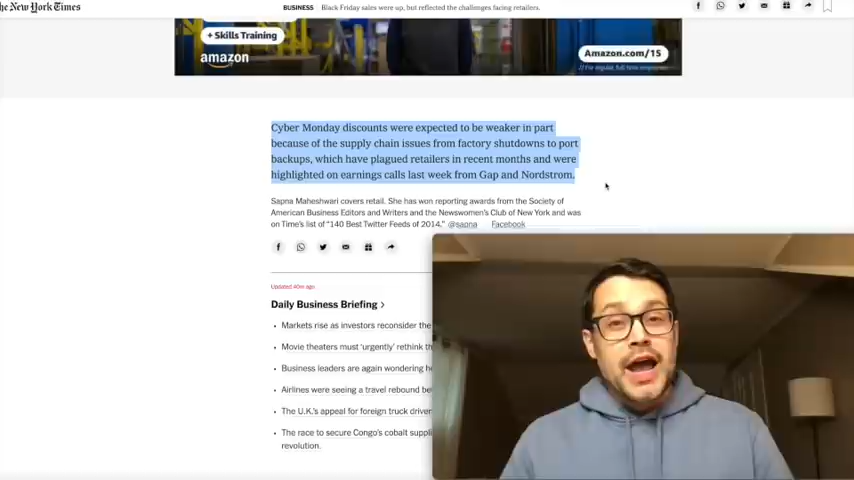 he New York Times
BUSINESS Black Friday sales were up, but reflected the challenges facing retailers.
+ Skills Training
amazon
Amazon.com/15
Cyber Monday discounts were expected to be weaker in part
because of the supply chain issues from factory shutdowns to port
backups, which have plagued retailers in recent months and were
highlighted on earnings calls last week from Gap and Nordstrom.
Sapna Maheshwari covers retail. She has won reporting awards from the Society of
American Business Editors and Writers and the Newswomen's Club of New York and was
on Time's list of "140 Best Twitter Feeds of 2014." @sapna Facebook
Updated 40m ago
Daily Business Briefing >
• Markets rise as investors reconsider the
• Movie theaters must 'urgently' rethink th
• Business leaders are again wondering h
• Airlines were seeing a travel rebound be
• The U.K.'s appeal for foreign truck driver
• The race to secure Congo's cobalt suppli
revolution.